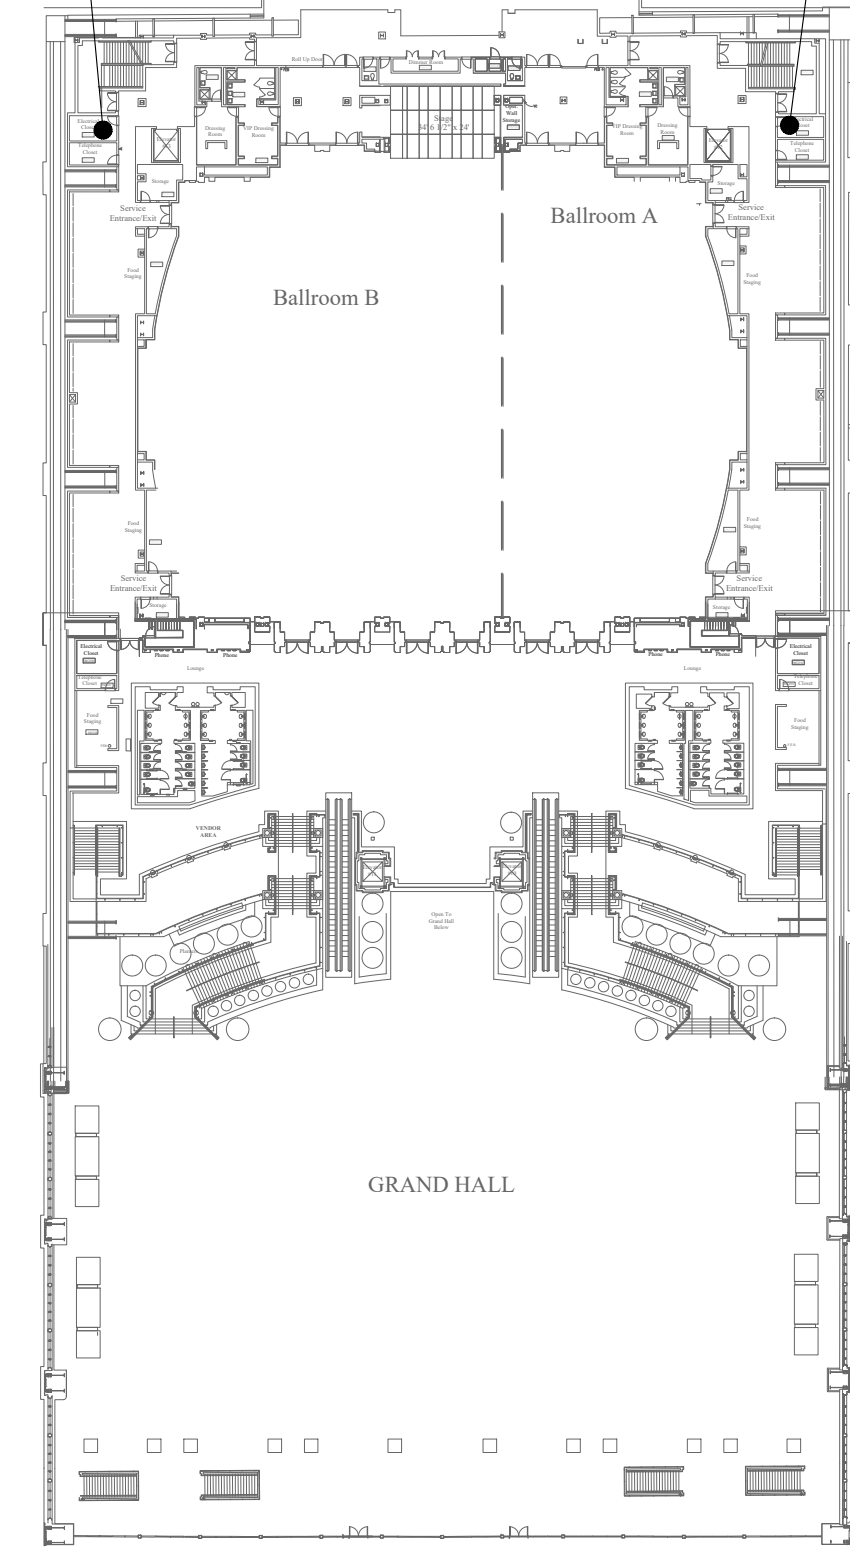 Roll Up Door
Dimmer Room
Electrical
Closet
Telephone
Closet
Dressing
Room
VIP Dressing
Room
Stage
34'6 1/2" x 24'
Wall
Storage
VIP Dressing
Room
Dressing
Room
Electrical
Closet
Telephone
Closet
Storage
Storage
Service
Entrance/Exit
Service
Entrance/Exit
Ballroom A
Food
Staging
Food
Staging
Ballroom B
Food
Staging
Food
Staging
Service
Entrance/Exit
Service
Entrance/Exit
Storage
Storage
Electrical
Closet
Phone
Phone
Phone
Phone
Electrical
Closet
Lounge
Lounge
Telephone
Closet
Telephone
Closet
Food
Staging
Food
Staging
VENDOR
AREA
Open To
Grand Hall
Below
GRAND HALL